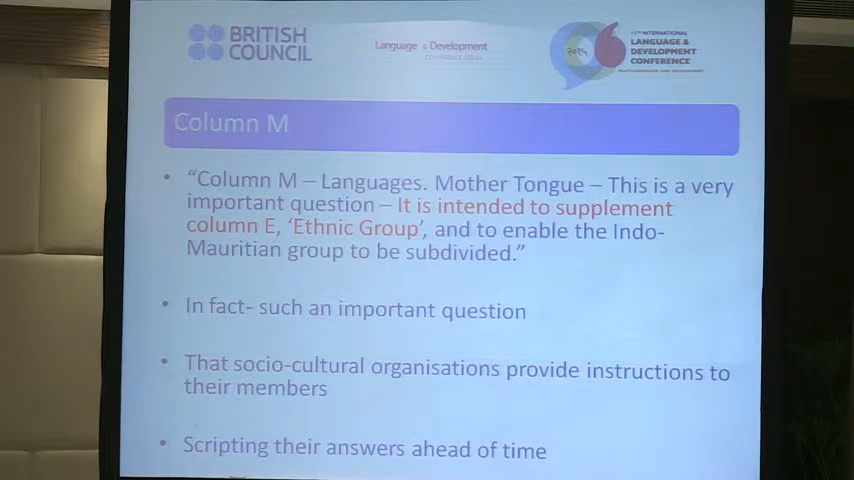 BRITISH
COUNCIL
Language & Development
11TH INTERNATIONAL
LANGUAGE &
DEVELOPMENT
CONFERENCE
Column M
• “Column M – Languages. Mother Tongue – This is a very
important question – It is intended to supplement
column E, ‘Ethnic Group’, and to enable the Indo-
Mauritian group to be subdivided.”
• In fact- such an important question
• That socio-cultural organisations provide instructions to
their members
• Scripting their answers ahead of time